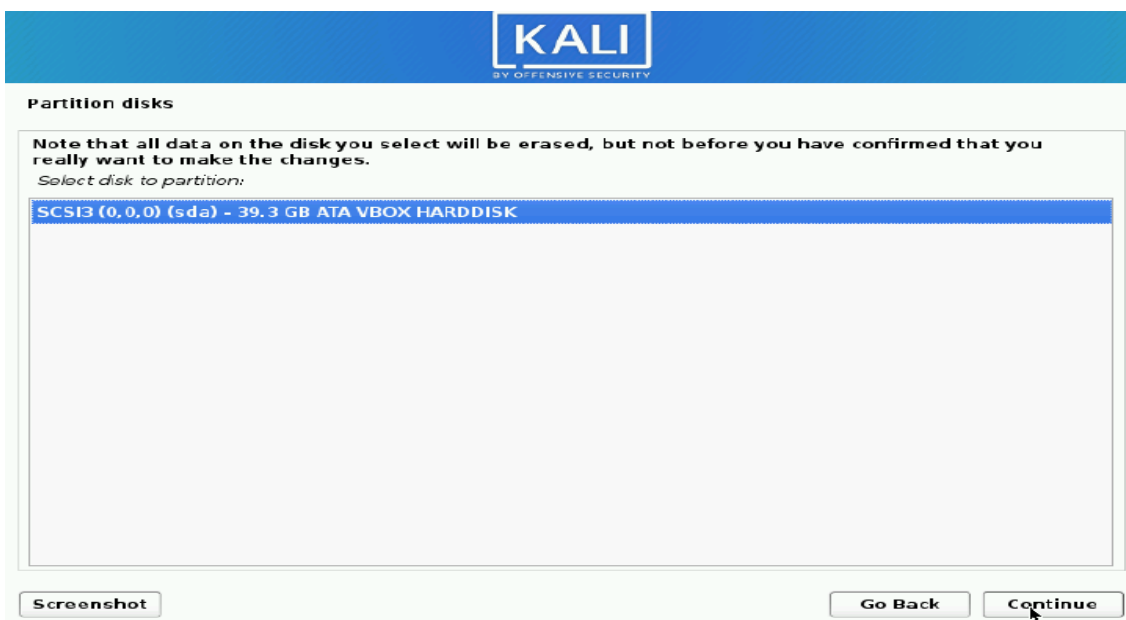 KALI
BY OFFENSIVE SECURITY
Partition disks
Note that all data on the disk you select will be erased, but not before you have confirmed that you
really want to make the changes.
Select disk to partition:
SCSI3 (0,0,0) (sda) - 39.3 GB ATA VBOX HARDDISK
Screenshot
Go Back
Continue